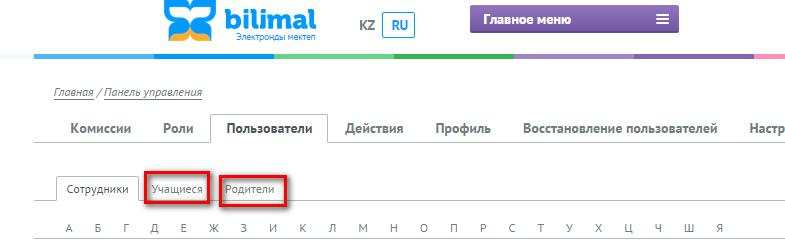 bilimal
Электронды мектеп
KZ RU
Главное меню
Главная / Панель управления
Комиссии Роли Пользователи Действия Профиль Восстановление пользователей Настр
Сотрудники Учащиеся Родители
А Б Г Д Е Ж З И К Л М Н О П Р С Т У Х Ц Ч Ш Я